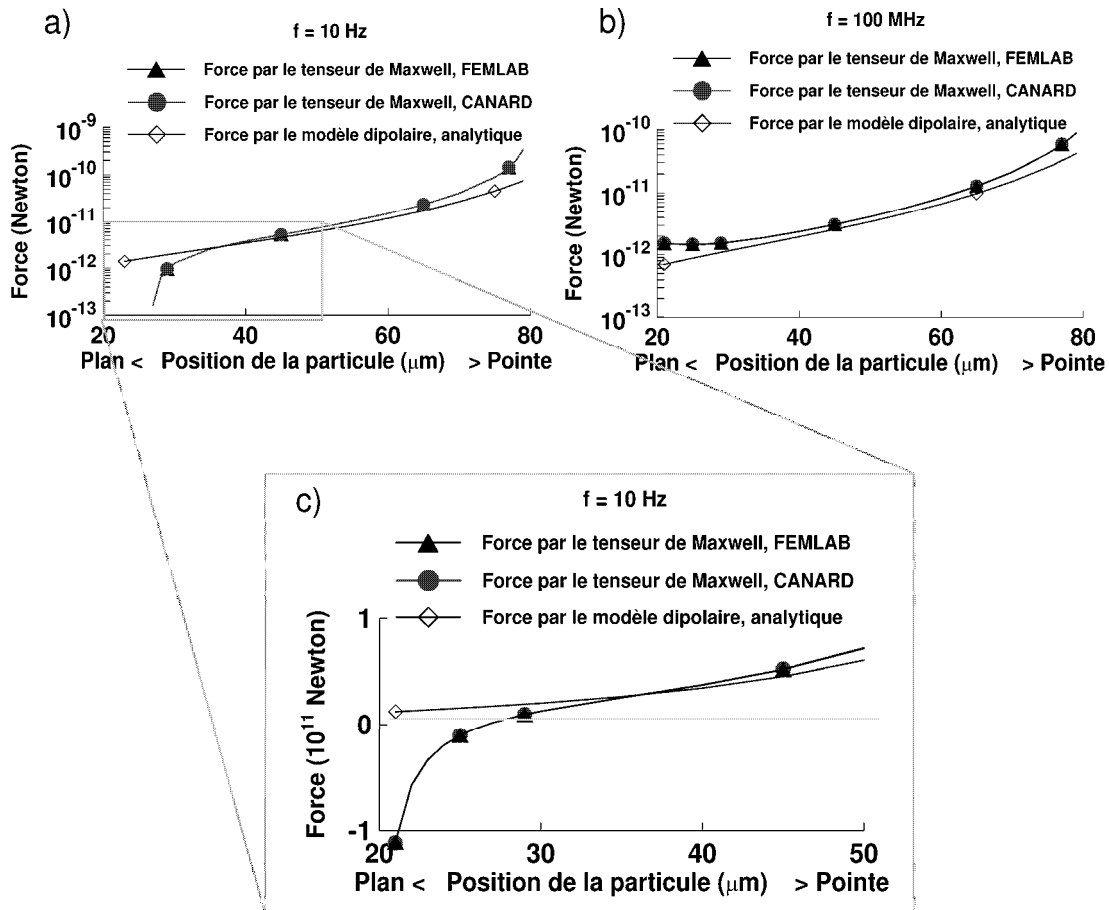 a)
f = 10 Hz
Force par le tenseur de Maxwell, FEMLAB
Force par le tenseur de Maxwell, CANARD
Force par le modèle dipolaire, analytique
Force (Newton)
10⁻⁹
10⁻¹⁰
10⁻¹¹
10⁻¹²
10⁻¹³
20 40 60 80
Plan < Position de la particule (μm) > Pointe
b)
f = 100 MHz
Force par le tenseur de Maxwell, FEMLAB
Force par le tenseur de Maxwell, CANARD
Force par le modèle dipolaire, analytique
Force (Newton)
10⁻¹⁰
10⁻¹¹
10⁻¹²
10⁻¹³
20 40 60 80
Plan < Position de la particule (μm) > Pointe
c)
f = 10 Hz
Force par le tenseur de Maxwell, FEMLAB
Force par le tenseur de Maxwell, CANARD
Force par le modèle dipolaire, analytique
Force (10¹¹ Newton)
1
0
-1
20 30 40 50
Plan < Position de la particule (μm) > Pointe